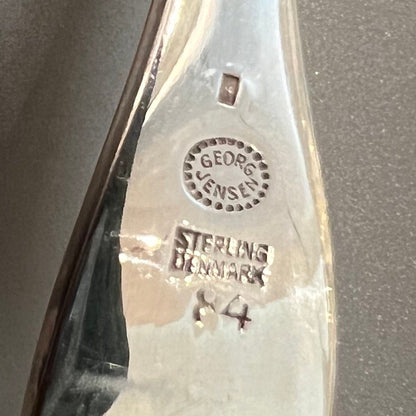 GEORG
JENSEN
STERLING
DENMARK
84